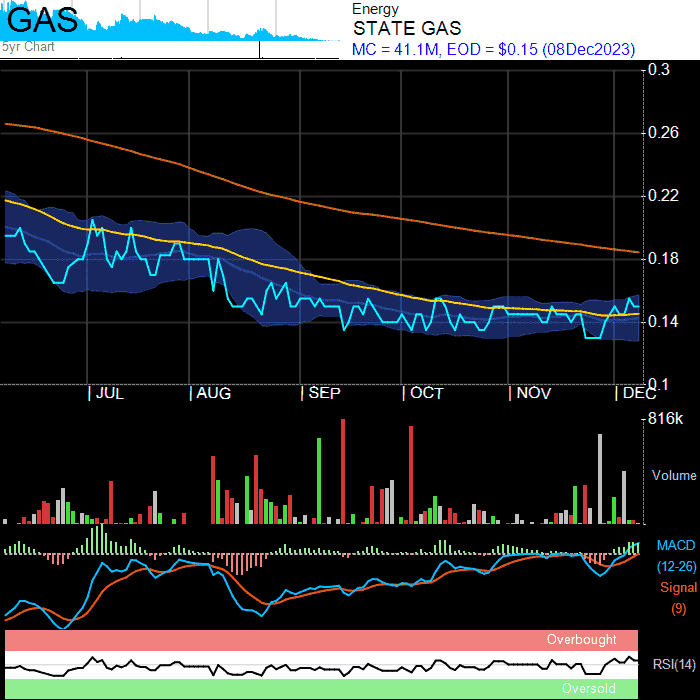 GAS
5yr Chart
Energy
STATE GAS
MC = 41.1M, EOD = $0.15 (08Dec2023)
0.3
0.26
0.22
0.18
0.14
0.1
JUL AUG SEP OCT NOV DEC
816k
Volume
MACD
(12-26)
Signal
(9)
Overbought
RSI(14)
Oversold